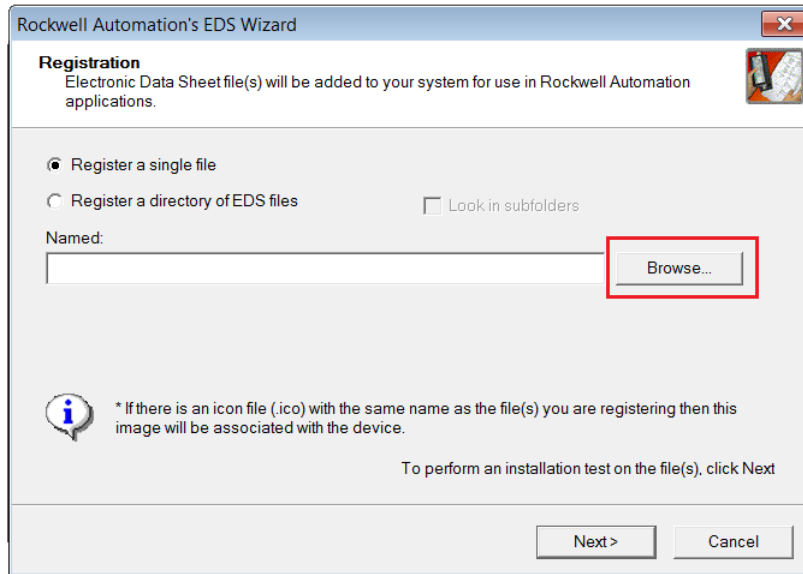 Rockwell Automation's EDS Wizard
Registration
Electronic Data Sheet file(s) will be added to your system for use in Rockwell Automation
applications.
Register a single file
Register a directory of EDS files
Look in subfolders
Named:
Browse...
* If there is an icon file (.ico) with the same name as the file(s) you are registering then this
image will be associated with the device.
To perform an installation test on the file(s), click Next
Next >
Cancel